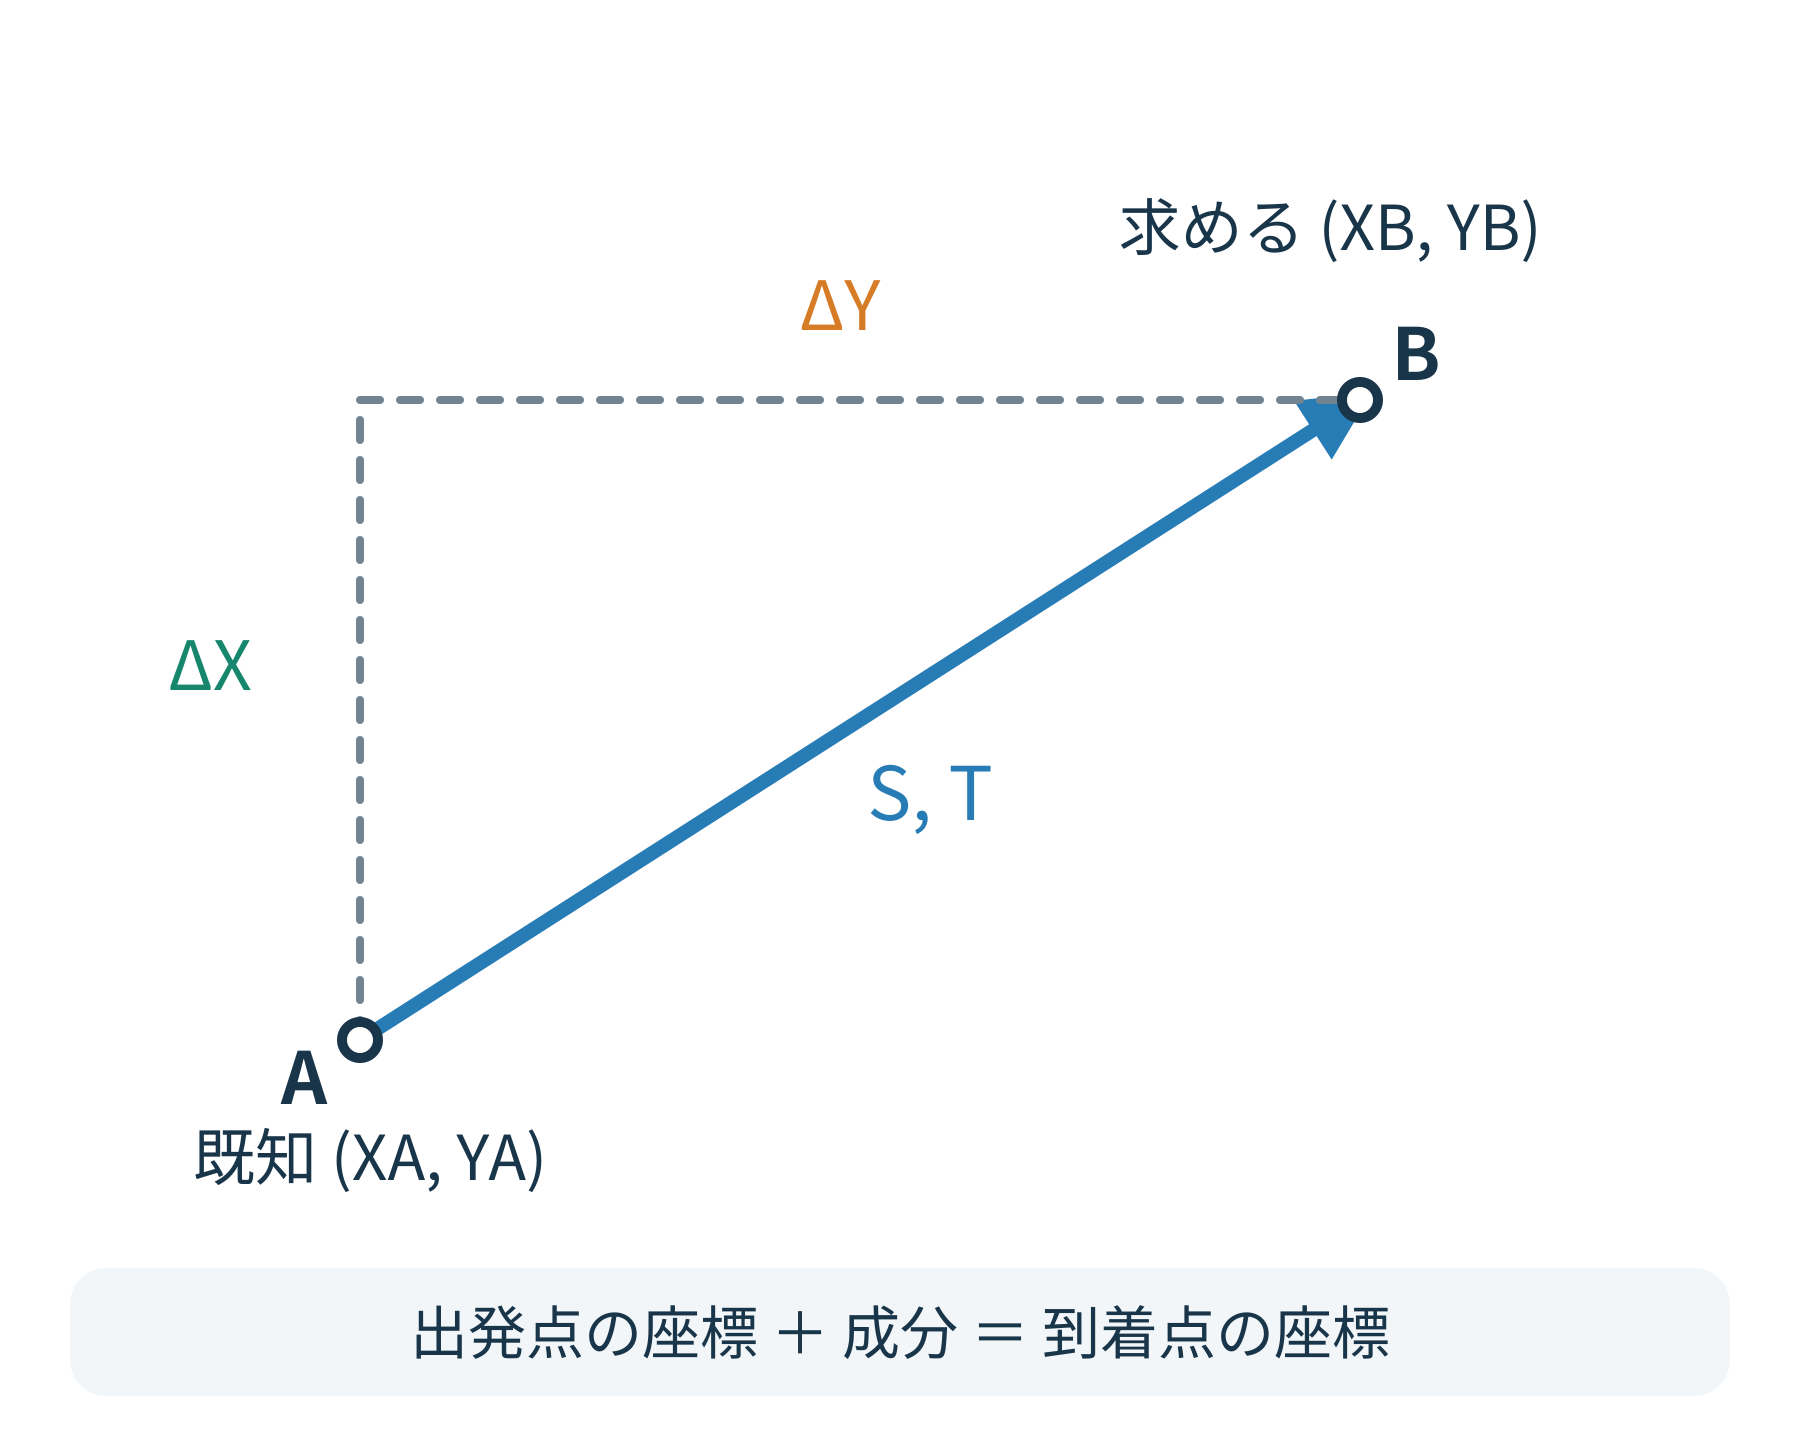 求める (XB, YB)
ΔY
B
ΔX
S, T
A
既知 (XA, YA)
出発点の座標 ＋ 成分 ＝ 到着点の座標